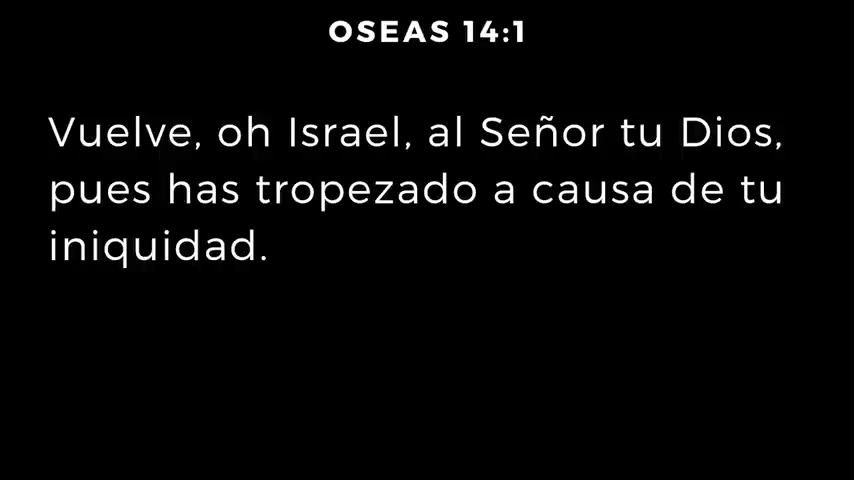 OSEAS 14:1
Vuelve, oh Israel, al Señor tu Dios,
pues has tropezado a causa de tu
iniquidad.